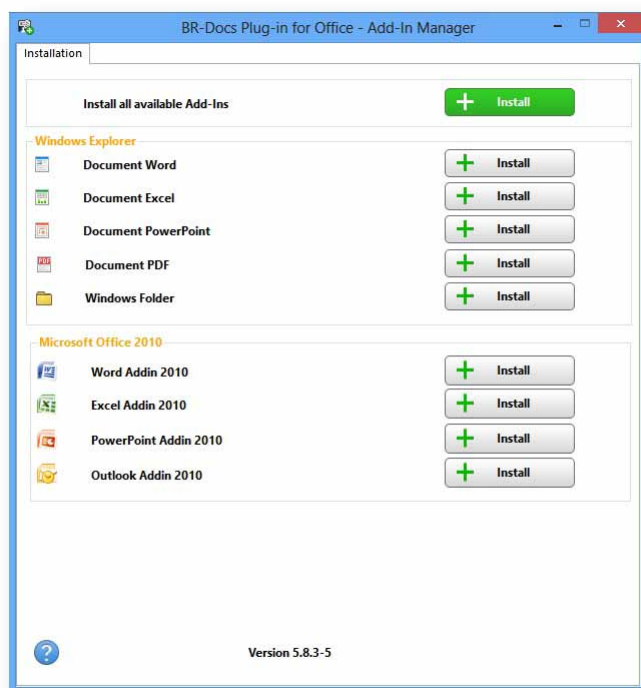 BR-Docs Plug-in for Office - Add-In Manager
Installation
Install all available Add-Ins Install
Windows Explorer
Document Word Install
Document Excel Install
Document PowerPoint Install
PDF Document PDF Install
Windows Folder Install
Microsoft Office 2010
Word Addin 2010 Install
Excel Addin 2010 Install
PowerPoint Addin 2010 Install
Outlook Addin 2010 Install
? Version 5.8.3-5